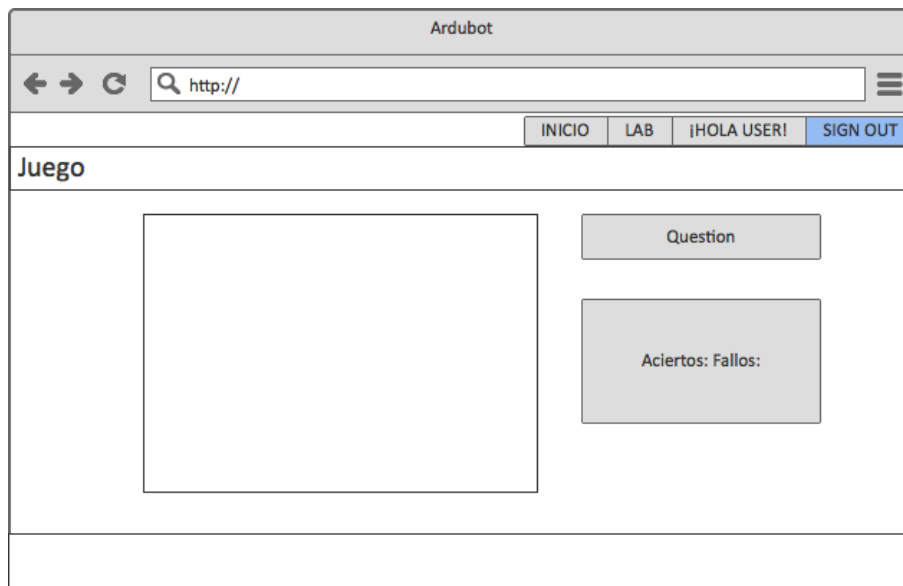 Ardubot
http://
INICIO LAB ¡HOLA USER! SIGN OUT
Juego
Question
Aciertos: Fallos: